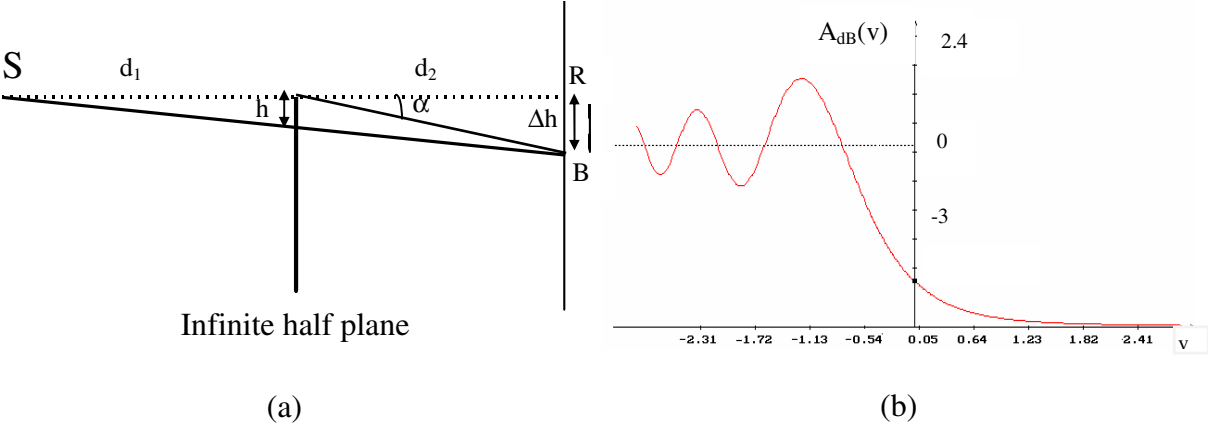 S
d₁
d₂
R
h
α
Δh
B
Infinite half plane
(a)
A_dB(v)
2.4
0
-3
-2.31 -1.72 -1.13 -0.54 0.05 0.64 1.23 1.82 2.41
v
(b)